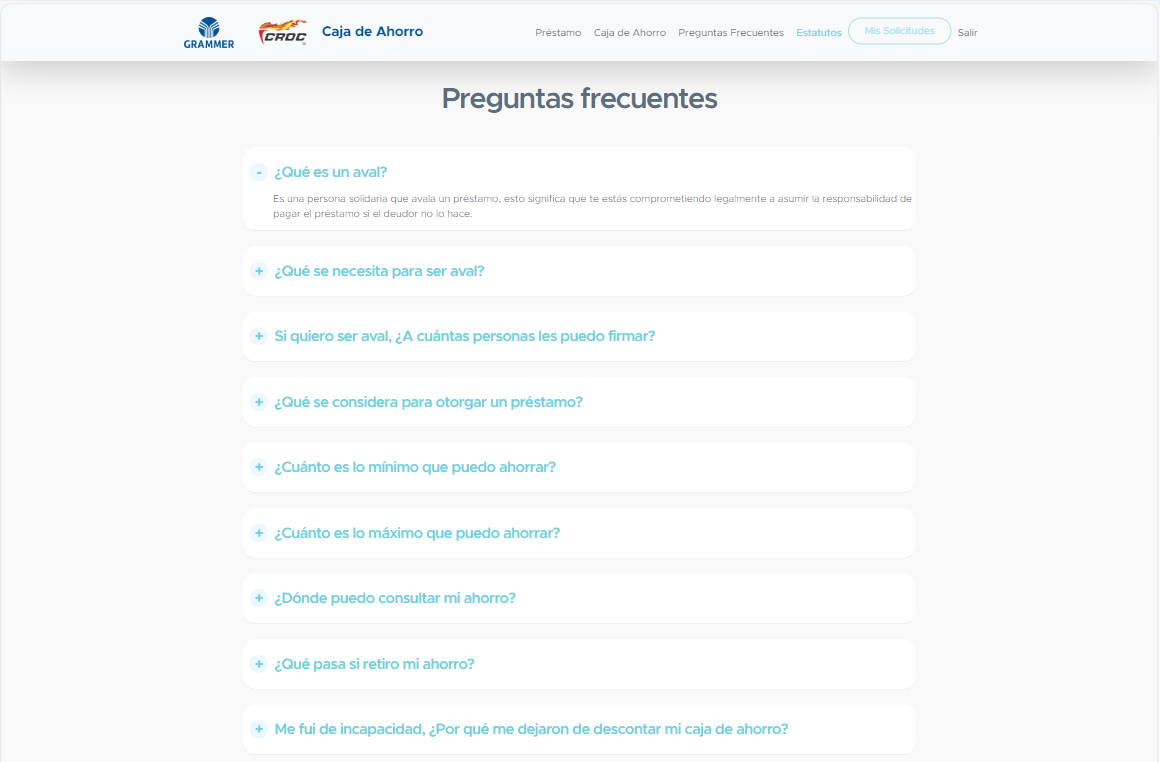 GRAMMER
CROC
Caja de Ahorro
Préstamo
Caja de Ahorro
Preguntas Frecuentes
Estatutos
Mis Solicitudes
Salir
Preguntas frecuentes
- ¿Qué es un aval?
Es una persona solidaria que avala un préstamo, esto significa que te estás comprometiendo legalmente a asumir la responsabilidad de
pagar el préstamo si el deudor no lo hace.
+ ¿Qué se necesita para ser aval?
+ Si quiero ser aval, ¿A cuántas personas les puedo firmar?
+ ¿Qué se considera para otorgar un préstamo?
+ ¿Cuánto es lo mínimo que puedo ahorrar?
+ ¿Cuánto es lo máximo que puedo ahorrar?
+ ¿Dónde puedo consultar mi ahorro?
+ ¿Qué pasa si retiro mi ahorro?
+ Me fui de incapacidad, ¿Por qué me dejaron de descontar mi caja de ahorro?